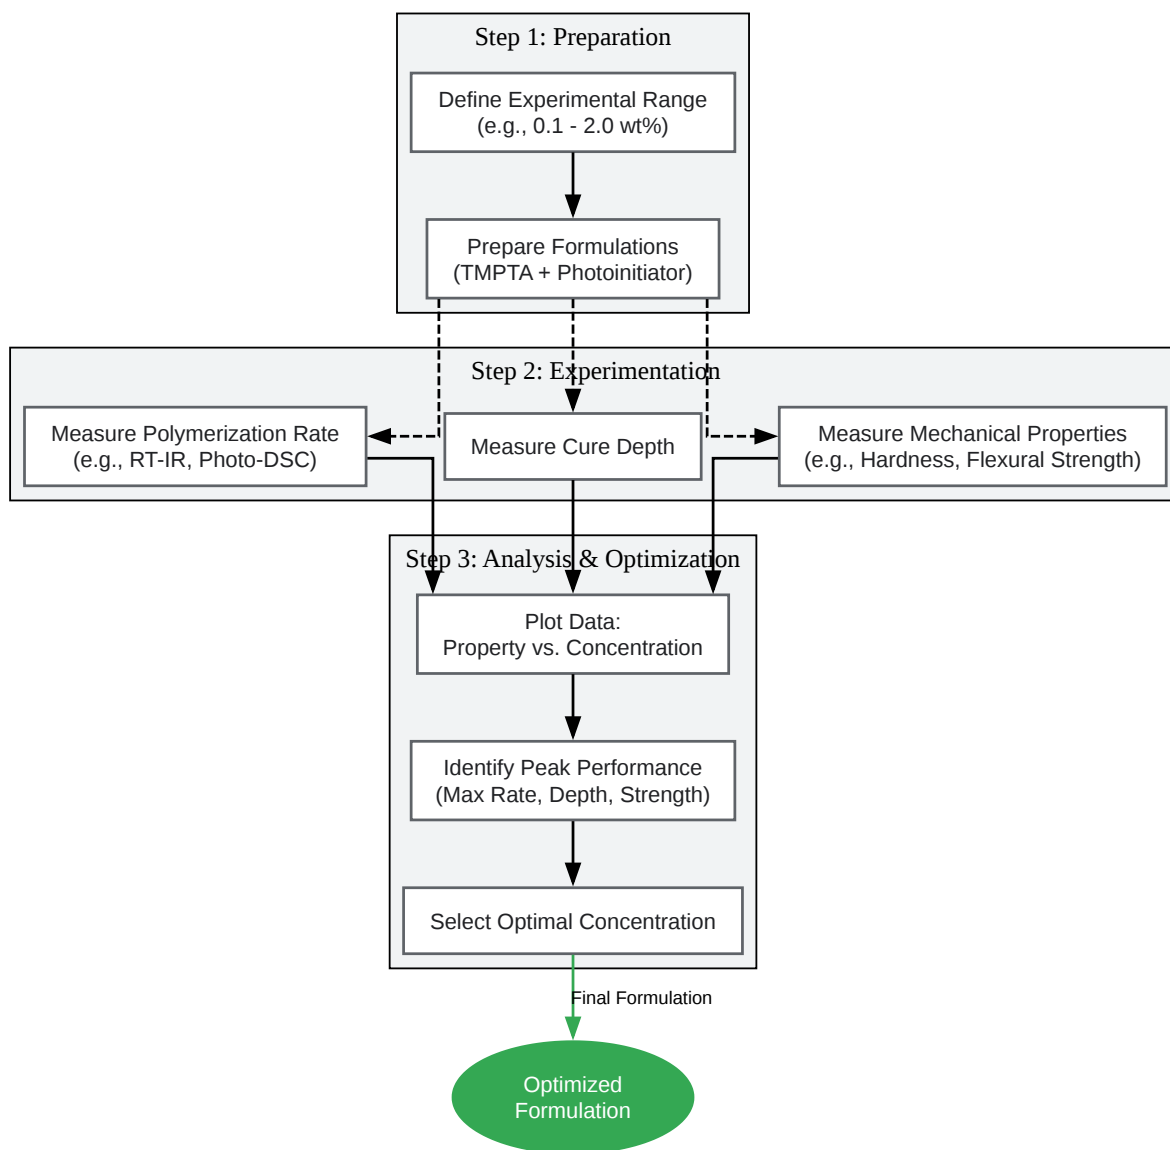 Step 1: Preparation
Define Experimental Range
(e.g., 0.1 - 2.0 wt%)
Prepare Formulations
(TMPTA + Photoinitiator)
Step 2: Experimentation
Measure Polymerization Rate
(e.g., RT-IR, Photo-DSC)
Measure Cure Depth
Measure Mechanical Properties
(e.g., Hardness, Flexural Strength)
Step 3: Analysis & Optimization
Plot Data:
Property vs. Concentration
Identify Peak Performance
(Max Rate, Depth, Strength)
Select Optimal Concentration
Final Formulation
Optimized
Formulation